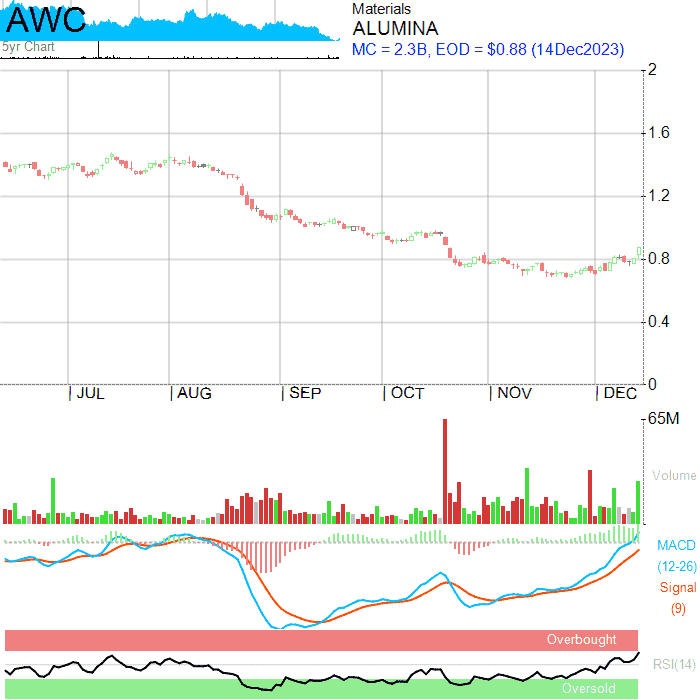 AWC
5yr Chart
Materials
ALUMINA
MC = 2.3B, EOD = $0.88 (14Dec2023)
2
1.6
1.2
0.8
0.4
0
JUL AUG SEP OCT NOV DEC
65M
Volume
MACD
(12-26)
Signal
(9)
Overbought
RSI(14)
Oversold